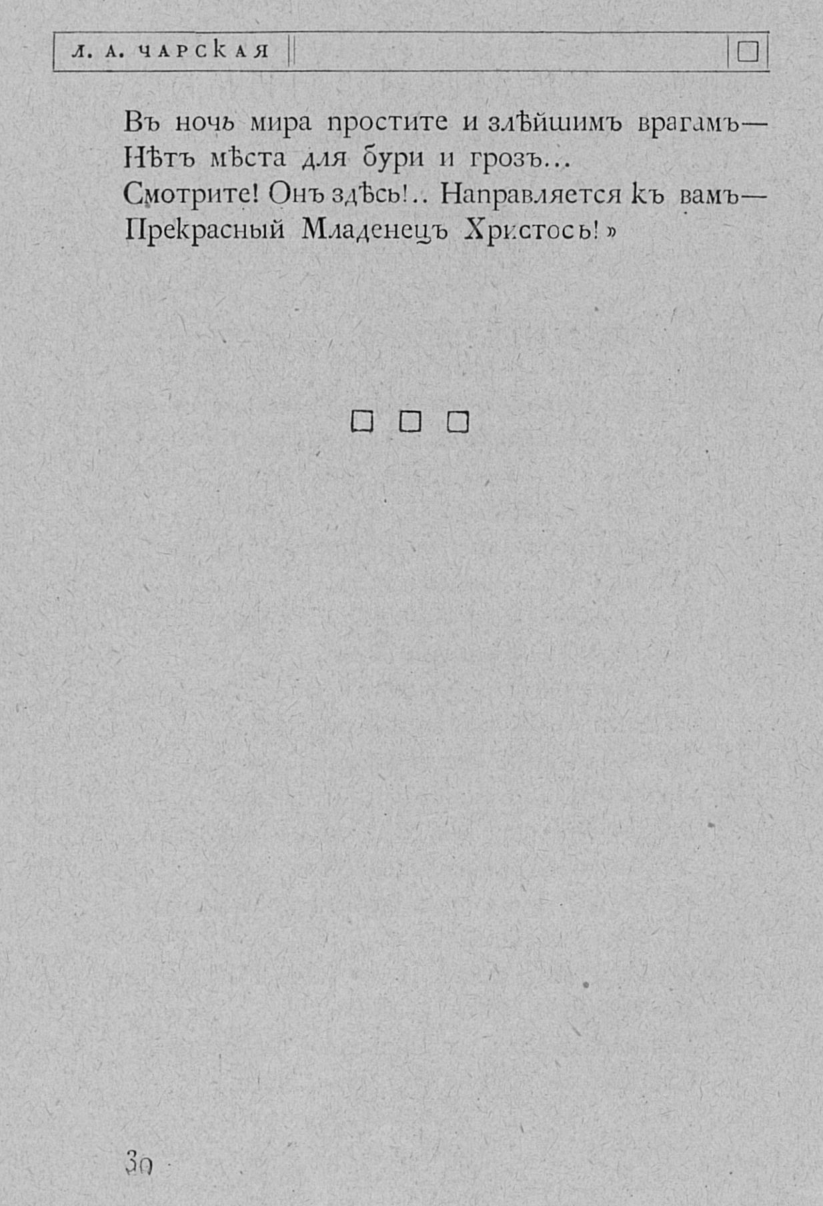 Л. А. ЧАРСКАЯ
Въ ночь мира простите и злѣйшимъ врагамъ—
Нѣтъ мѣста для бури и грозъ...
Смотрите! Онъ здѣсь!.. Направляется къ вамъ—
Прекрасный Младенецъ Христось!»
30